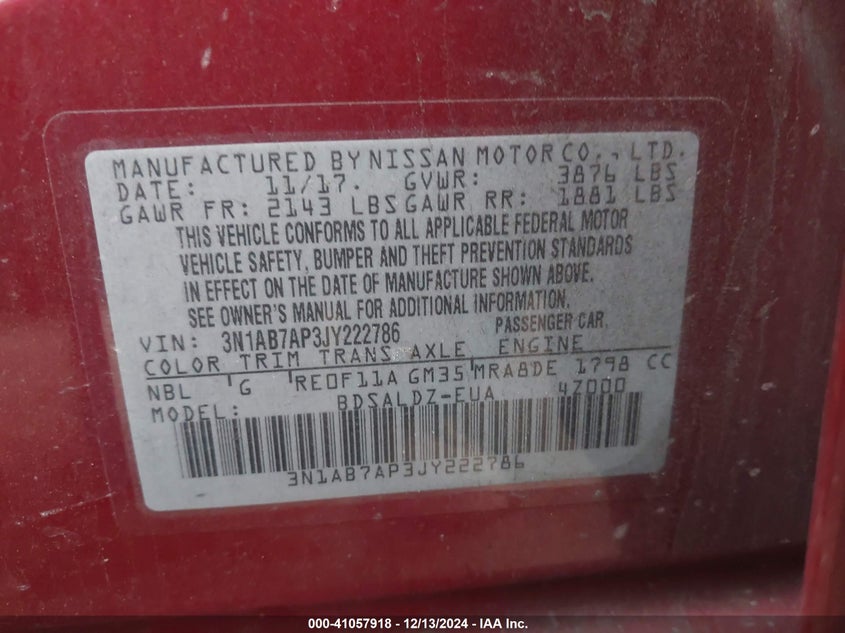 MANUFACTURED BY NISSAN MOTOR CO., LTD.
DATE: 11/17. GVWR: 3876 LBS
GAWR FR: 2143 LBS GAWR RR: 1881 LBS
THIS VEHICLE CONFORMS TO ALL APPLICABLE FEDERAL MOTOR
VEHICLE SAFETY, BUMPER AND THEFT PREVENTION STANDARDS
IN EFFECT ON THE DATE OF MANUFACTURE SHOWN ABOVE.
SEE OWNER'S MANUAL FOR ADDITIONAL INFORMATION.
VIN: 3N1AB7AP3JY222786 PASSENGER CAR
COLOR TRIM TRANS AXLE ENGINE
NBL G RE0F11A GM35 MRA8DE 1798 CC
MODEL: BDSALDZ-EUA 4Z000
3N1AB7AP3JY222786
000-41057918 - 12/13/2024 - IAA Inc.